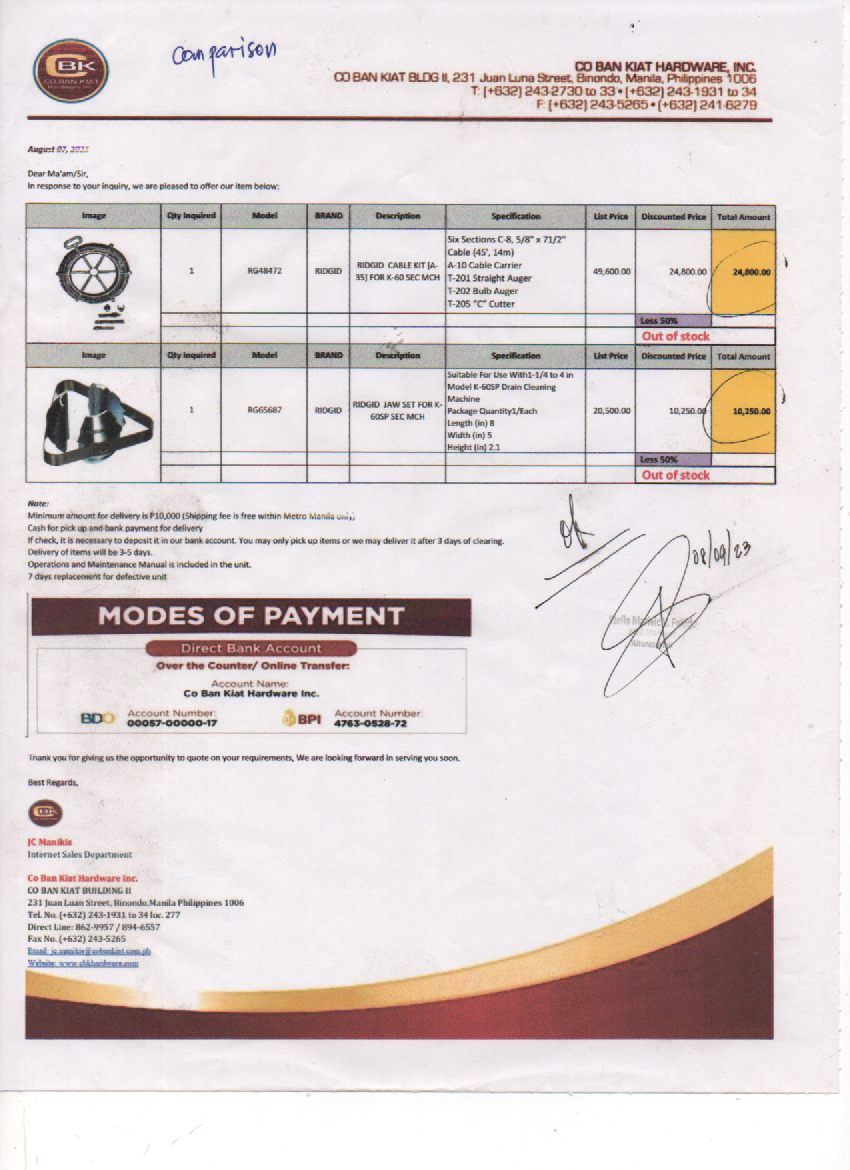 Comparison
CBK
CO BAN KIAT
Hardware Inc.
CO BAN KIAT HARDWARE, INC.
CO BAN KIAT BLDG II, 231 Juan Luna Street, Binondo, Manila, Philippines 1006
T: (+632) 243-2730 to 33 • (+632) 243-1931 to 34
F: (+632) 243-5265 • (+632) 241-6279
August 07, 2023
Dear Ma'am/Sir,
In response to your inquiry, we are pleased to offer our item below;
Image Qty Inquired Model BRAND Description Specification List Price Discounted Price Total Amount
1 RG48472 RIDGID RIDGID CABLE KIT [A-35] FOR K-60 SEC MCH
Six Sections C-8, 5/8" x 71/2"
Cable (45', 14m)
A-10 Cable Carrier
T-201 Straight Auger
T-202 Bulb Auger
T-205 "C" Cutter
49,600.00 24,800.00 24,800.00
Less 50%
Out of stock
Image Qty Inquired Model BRAND Description Specification List Price Discounted Price Total Amount
1 RG65687 RIDGID RIDGID JAW SET FOR K-60SP SEC MCH
Suitable For Use With1-1/4 to 4 in
Model K-60SP Drain Cleaning
Machine
Package Quantity1/Each
Length (in) 8
Width (in) 5
Height (in) 2.1
20,500.00 10,250.00 10,250.00
Less 50%
Out of stock
Note:
Minimum amount for delivery is P10,000 (Shipping fee is free within Metro Manila only)
Cash for pick up and bank payment for delivery
If check, it is necessary to deposit it in our bank account. You may only pick up items or we may deliver it after 3 days of clearing.
Delivery of items will be 3-5 days.
Operations and Maintenance Manual is included in the unit.
7 days replacement for defective unit
ok
08/09/23
MODES OF PAYMENT
Direct Bank Account
Over the Counter/ Online Transfer:
Account Name:
Co Ban Kiat Hardware Inc.
BDO Account Number: 00057-00000-17
BPI Account Number: 4763-0528-72
Thank you for giving us the opportunity to quote on your requirements, We are looking forward in serving you soon.
Best Regards,
CBK
JC Manikis
Internet Sales Department
Co Ban Kiat Hardware Inc.
CO BAN KIAT BUILDING II
231 Juan Luan Street, Binondo,Manila Philippines 1006
Tel. No. (+632) 243-1931 to 34 loc. 277
Direct Line: 862-9957 / 894-6557
Fax No. (+632) 243-5265
Email: jc.manikis@cobankiat.com.ph
Website: www.cbkhardware.com